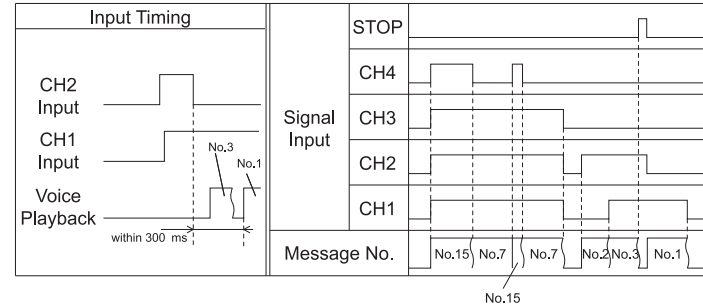 Input Timing
CH2
Input
CH1
Input
Voice
Playback
No.3
No.1
within 300 ms
Signal
Input
STOP
CH4
CH3
CH2
CH1
Message No.
No.15
No.7
No.7
No.2
No.3
No.1
No.15